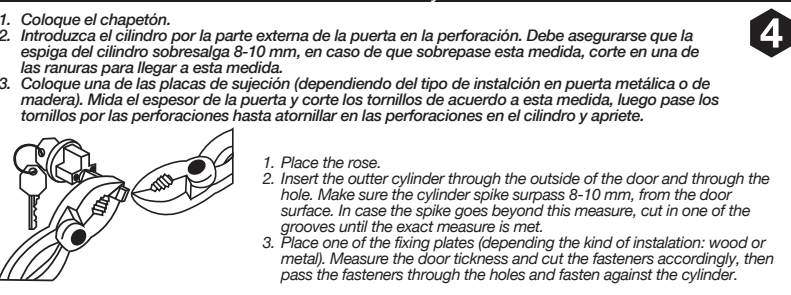 1. Coloque el chapetón.
2. Introduzca el cilindro por la parte externa de la puerta en la perforación. Debe asegurarse que la
espiga del cilindro sobresalga 8-10 mm, en caso de que sobrepase esta medida, corte en una de
las ranuras para llegar a esta medida.
3. Coloque una de las placas de sujeción (dependiendo del tipo de instalción en puerta metálica o de
madera). Mida el espesor de la puerta y corte los tornillos de acuerdo a esta medida, luego pase los
tornillos por las perforaciones hasta atornillar en las perforaciones en el cilindro y apriete.
4
1. Place the rose.
2. Insert the outter cylinder through the outside of the door and through the
hole. Make sure the cylinder spike surpass 8-10 mm, from the door
surface. In case the spike goes beyond this measure, cut in one of the
grooves until the exact measure is met.
3. Place one of the fixing plates (depending the kind of instalation: wood or
metal). Measure the door tickness and cut the fasteners accordingly, then
pass the fasteners through the holes and fasten against the cylinder.